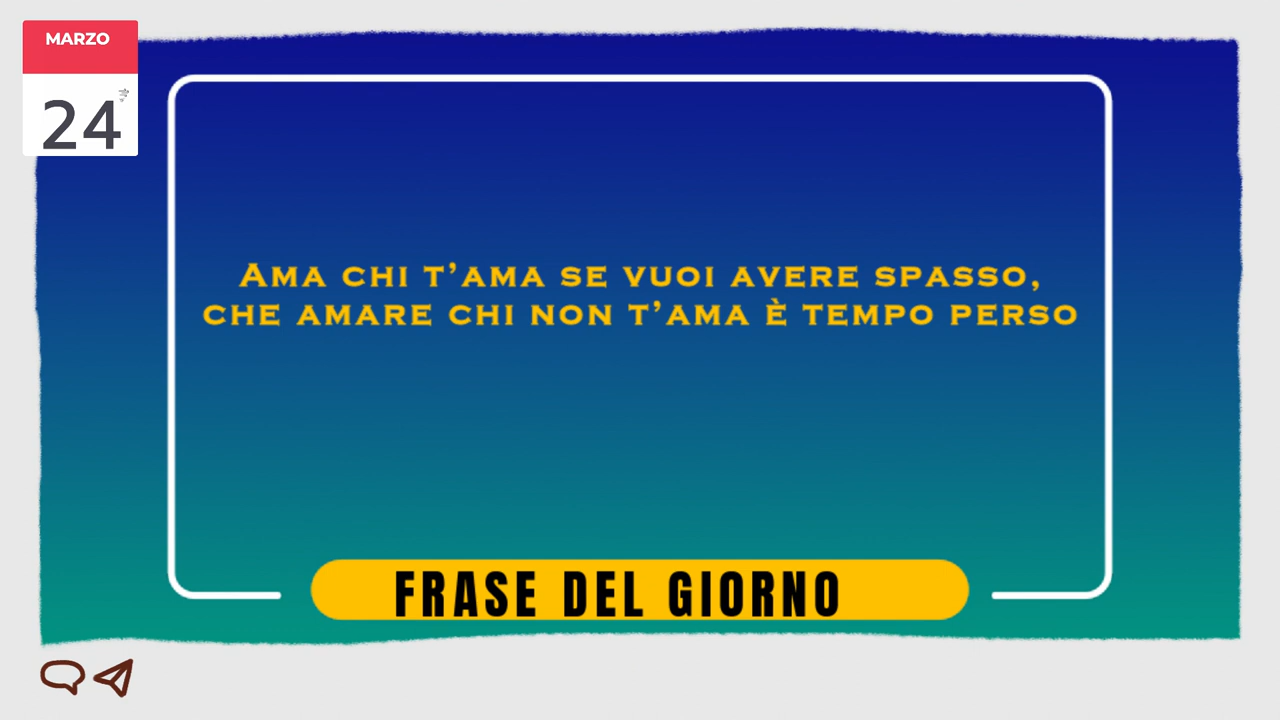 MARZO
24
Ama chi t’ama se vuoi avere spasso,
che amare chi non t’ama è tempo perso
FRASE DEL GIORNO